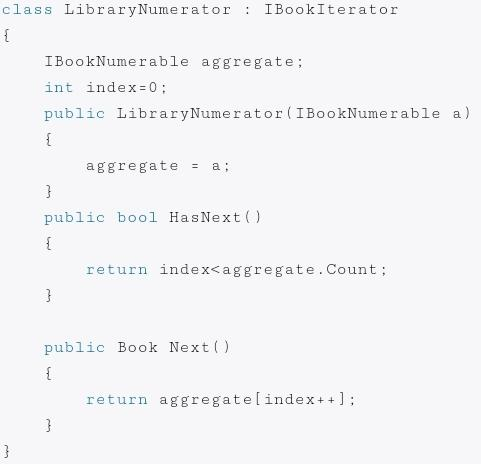 class LibraryNumerator : IBookIterator
{
    IBookNumerable aggregate;
    int index=0;
    public LibraryNumerator(IBookNumerable a)
    {
        aggregate = a;
    }
    public bool HasNext()
    {
        return index<aggregate.Count;
    }

    public Book Next()
    {
        return aggregate[index++];
    }
}